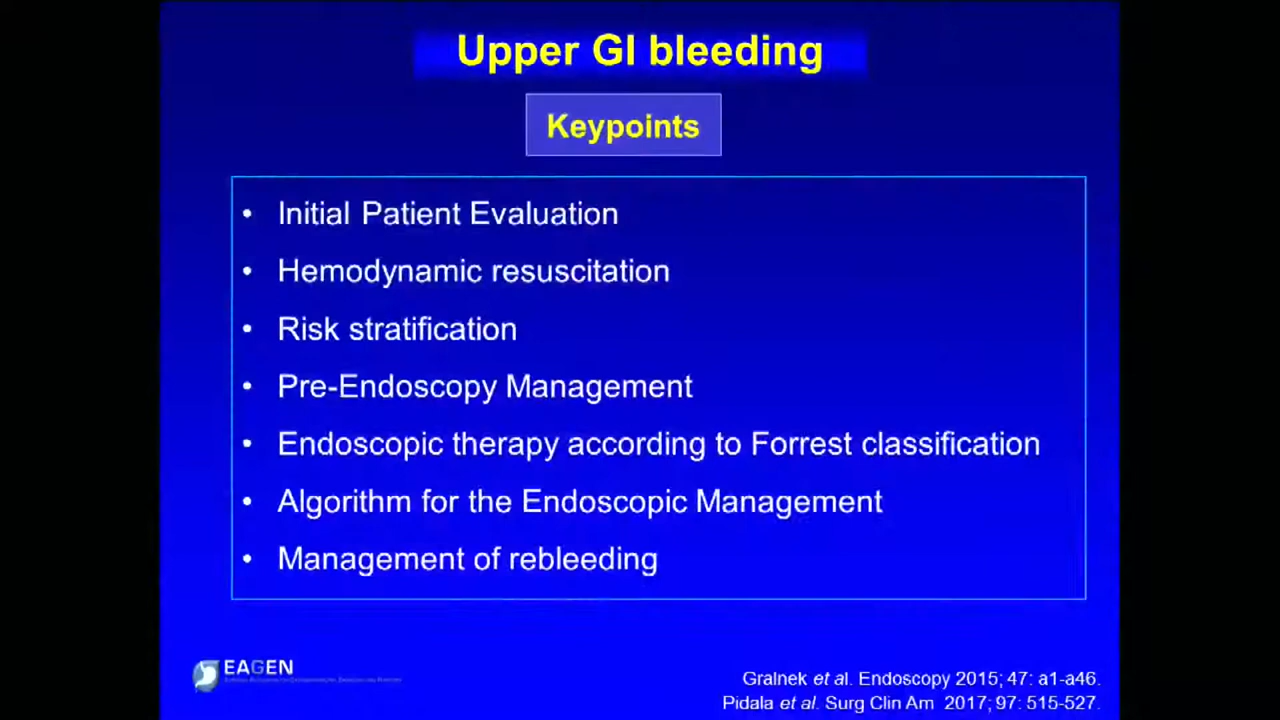 Upper GI bleeding
Keypoints
• Initial Patient Evaluation
• Hemodynamic resuscitation
• Risk stratification
• Pre-Endoscopy Management
• Endoscopic therapy according to Forrest classification
• Algorithm for the Endoscopic Management
• Management of rebleeding
EAGEN
Gralnek et al. Endoscopy 2015; 47: a1-a46.
Pidala et al. Surg Clin Am 2017; 97: 515-527.